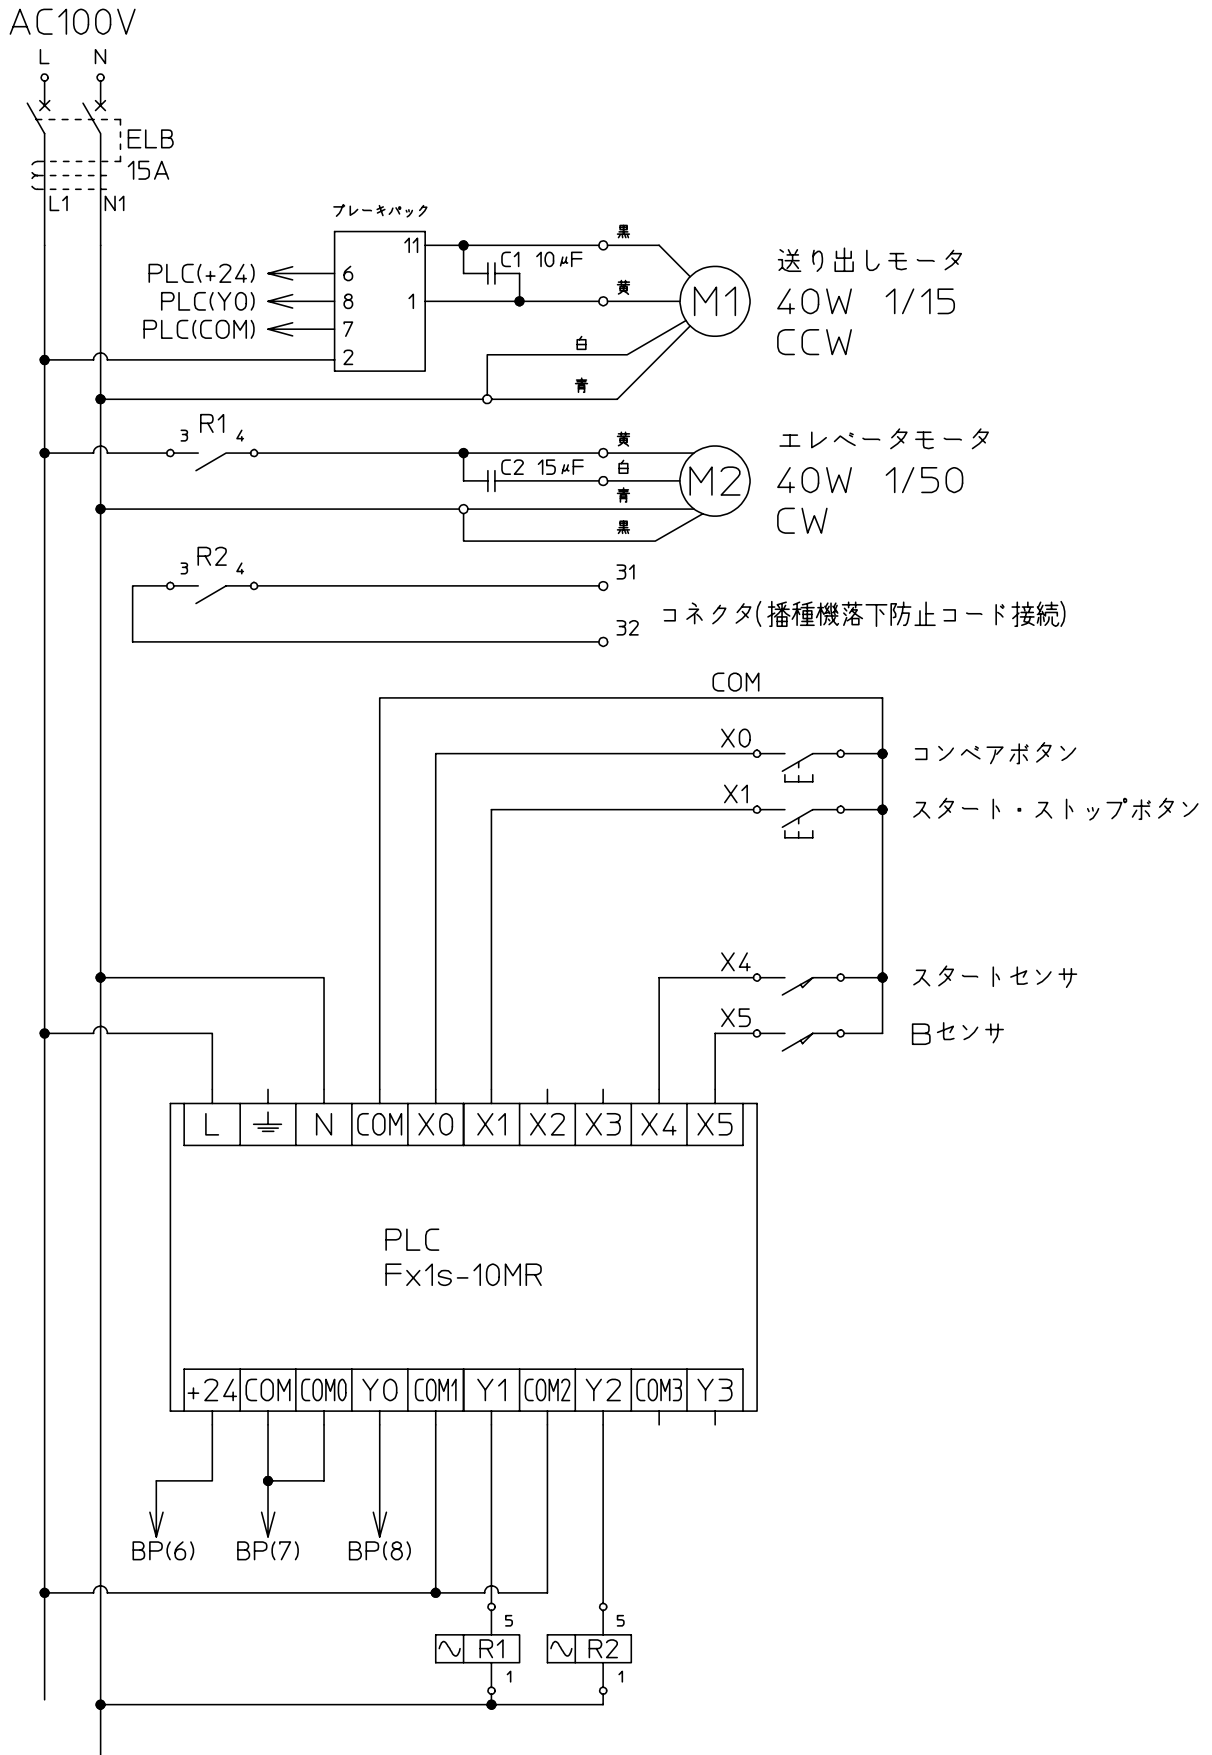 AC100V
L N
ELB
15A
L1 N1
ブレーキパック
11 黒
C1 10μF 送り出しモータ
PLC(+24) 6
PLC(Y0) 8 1 黄 M1 40W 1/15
PLC(COM) 7
2 白 CCW
青
3 R1 4 黄 エレベータモータ
C2 15μF 白 M2 40W 1/50
青
黒 CW
3 R2 4 31
コネクタ(播種機落下防止コード接続)
32
COM
X0 コンベアボタン
X1 スタート・ストップボタン
X4 スタートセンサ
X5 Bセンサ
L N COM X0 X1 X2 X3 X4 X5
PLC
Fx1s-10MR
+24 COM COM0 Y0 COM1 Y1 COM2 Y2 COM3 Y3
BP(6) BP(7) BP(8)
5 5
R1 R2
1 1